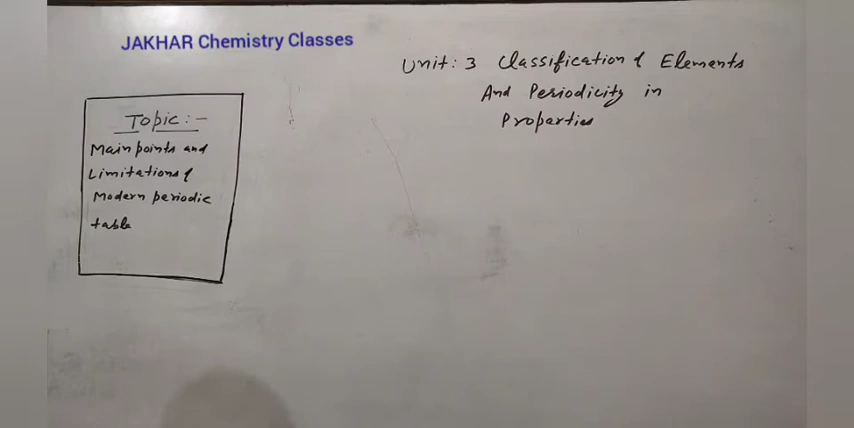 JAKHAR Chemistry Classes
Unit: 3 Classification of Elements
And Periodicity in
Properties
Topic:-
Main points and
Limitations of
Modern periodic
table